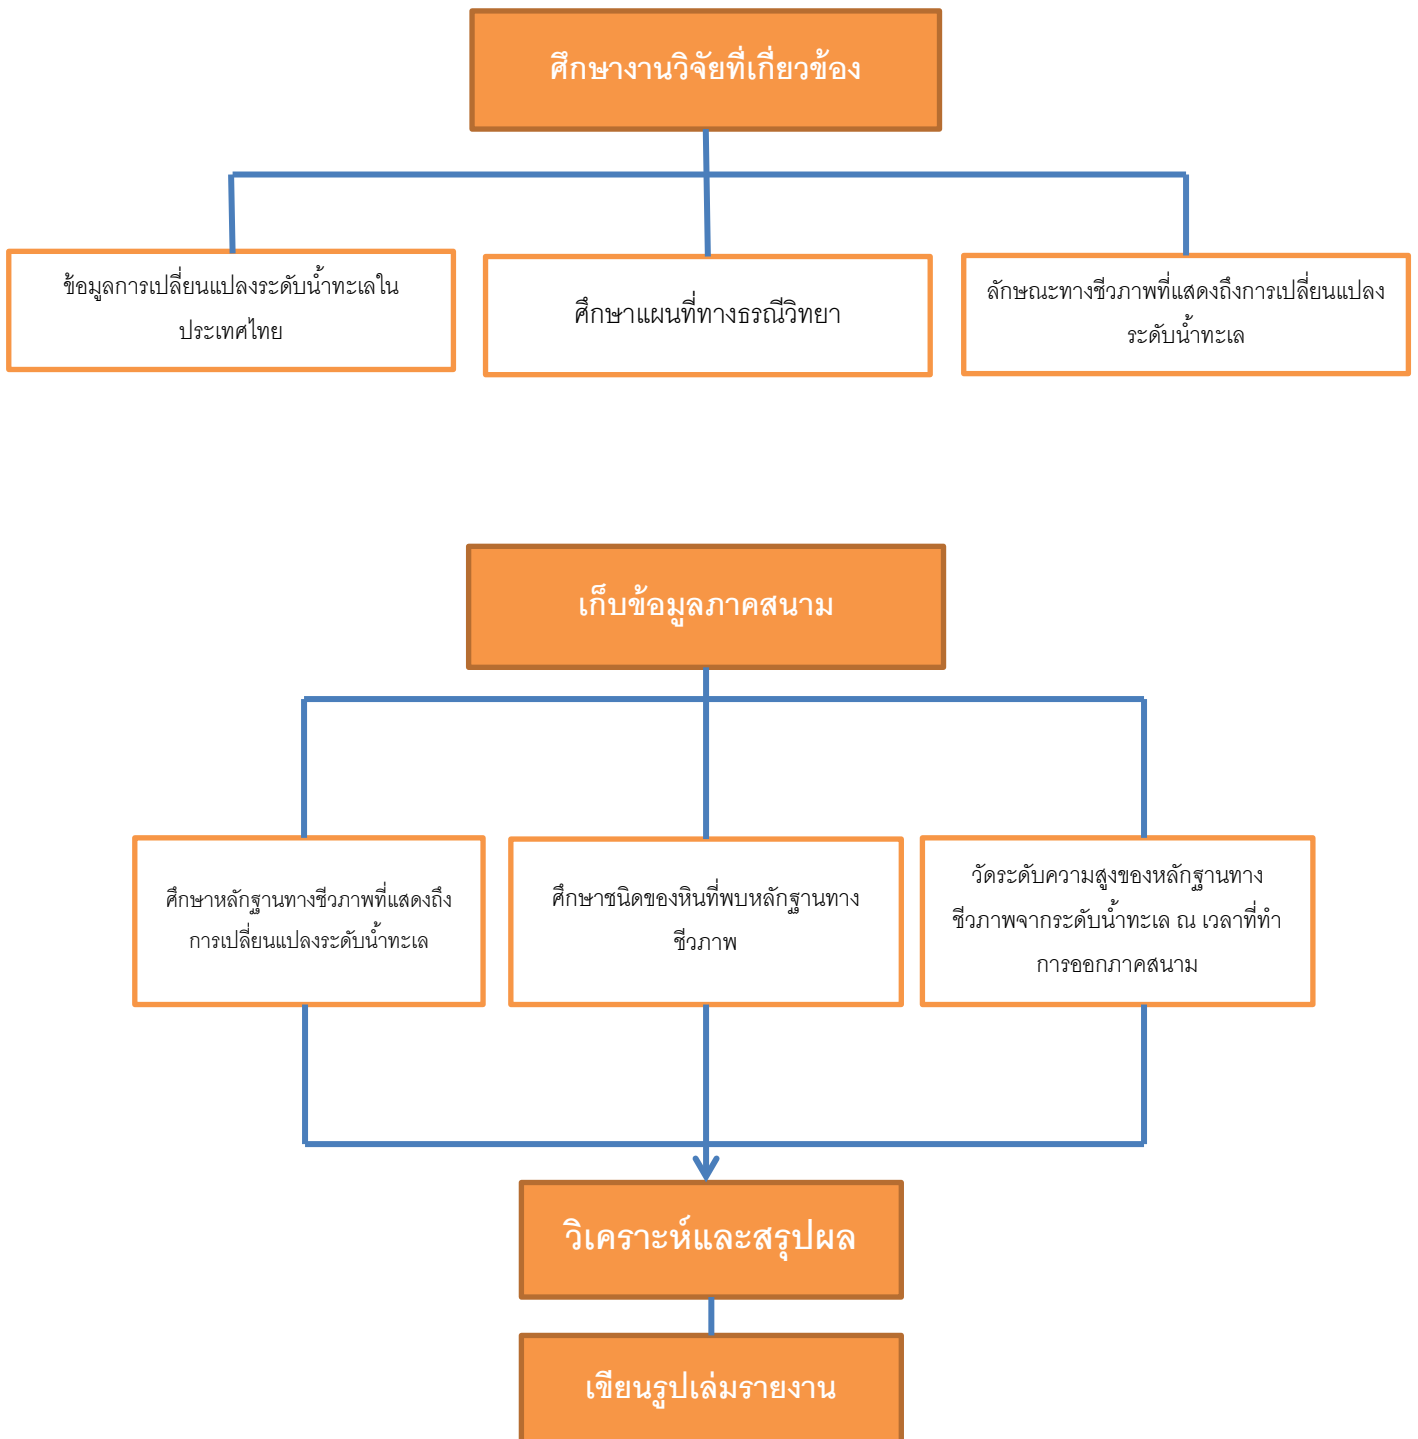 ศึกษางานวิจัยที่เกี่ยวข้อง
ข้อมูลการเปลี่ยนแปลงระดับน้ำทะเลใน
ประเทศไทย
ศึกษาแผนที่ทางธรณีวิทยา
ลักษณะทางชีวภาพที่แสดงถึงการเปลี่ยนแปลง
ระดับน้ำทะเล
เก็บข้อมูลภาคสนาม
ศึกษาหลักฐานทางชีวภาพที่แสดงถึง
การเปลี่ยนแปลงระดับน้ำทะเล
ศึกษาชนิดของหินที่พบหลักฐานทาง
ชีวภาพ
วัดระดับความสูงของหลักฐานทาง
ชีวภาพจากระดับน้ำทะเล ณ เวลาที่ทำ
การออกภาคสนาม
วิเคราะห์และสรุปผล
เขียนรูปเล่มรายงาน